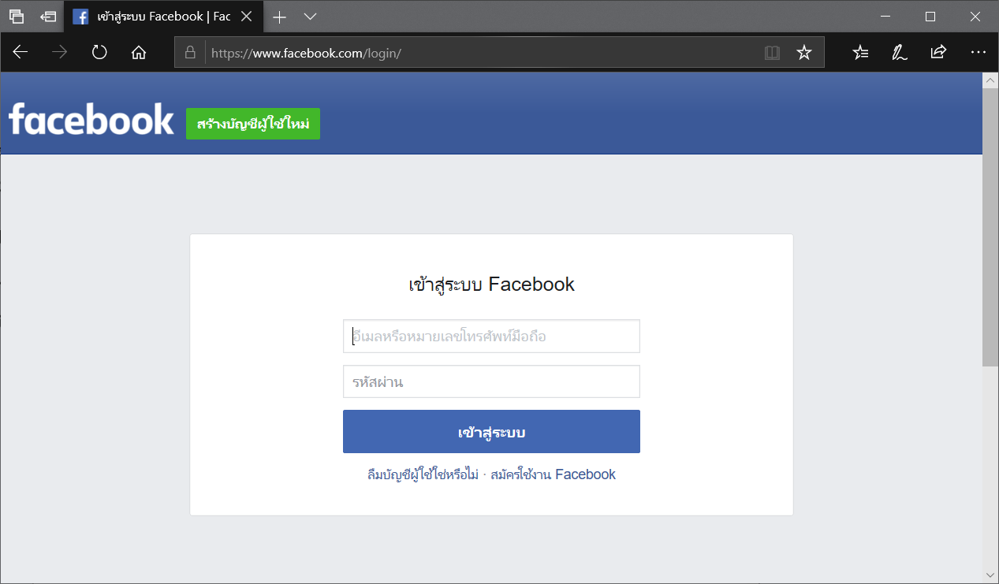 เข้าสู่ระบบ Facebook | Fac
https://www.facebook.com/login/
facebook
สร้างบัญชีผู้ใช้ใหม่
เข้าสู่ระบบ Facebook
อีเมลหรือหมายเลขโทรศัพท์มือถือ
รหัสผ่าน
เข้าสู่ระบบ
ลืมบัญชีผู้ใช้ใช่หรือไม่ · สมัครใช้งาน Facebook